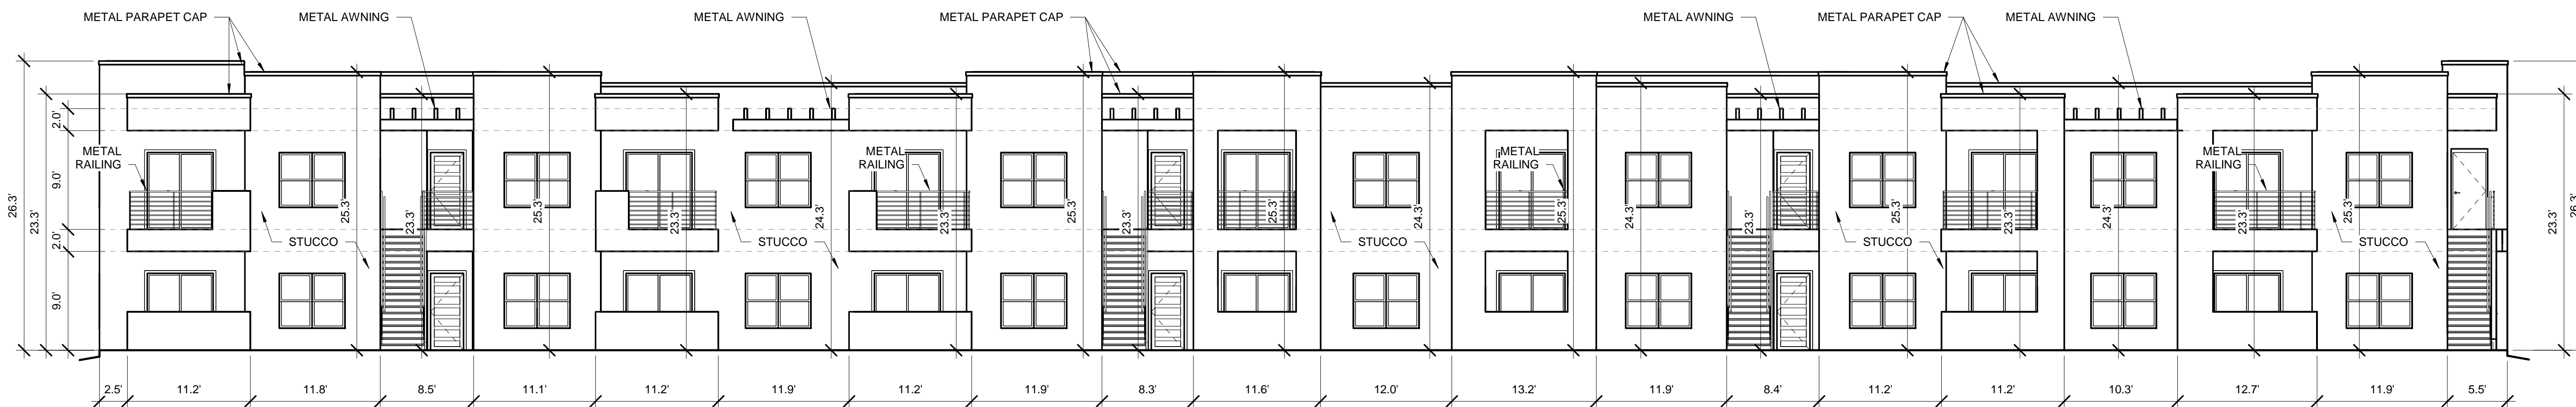 METAL PARAPET CAP
METAL AWNING
METAL AWNING
METAL PARAPET CAP
METAL AWNING
METAL PARAPET CAP
METAL AWNING
METAL
RAILING
METAL
RAILING
METAL
RAILING
METAL
RAILING
26.3'
23.3'
2.0'
9.0'
2.0'
9.0'
25.3'
23.3'
25.3'
23.3'
24.3'
23.3'
25.3'
23.3'
25.3'
24.3'
25.3'
24.3'
23.3'
25.3'
23.3'
24.3'
23.3'
25.3'
23.3'
26.3'
STUCCO
STUCCO
STUCCO
STUCCO
STUCCO
2.5'
11.2'
11.8'
8.5'
11.1'
11.2'
11.9'
11.2'
11.9'
8.3'
11.6'
12.0'
13.2'
11.9'
8.4'
11.2'
11.2'
10.3'
12.7'
11.9'
5.5'